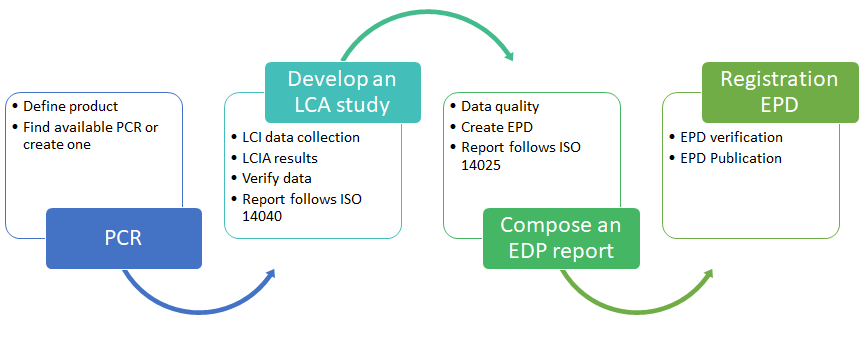 • Define product
• Find available PCR or
create one
PCR
Develop an
LCA study
• LCI data collection
• LCIA results
• Verify data
• Report follows ISO
14040
• Data quality
• Create EPD
• Report follows ISO
14025
Compose an
EDP report
Registration
EPD
• EPD verification
• EPD Publication